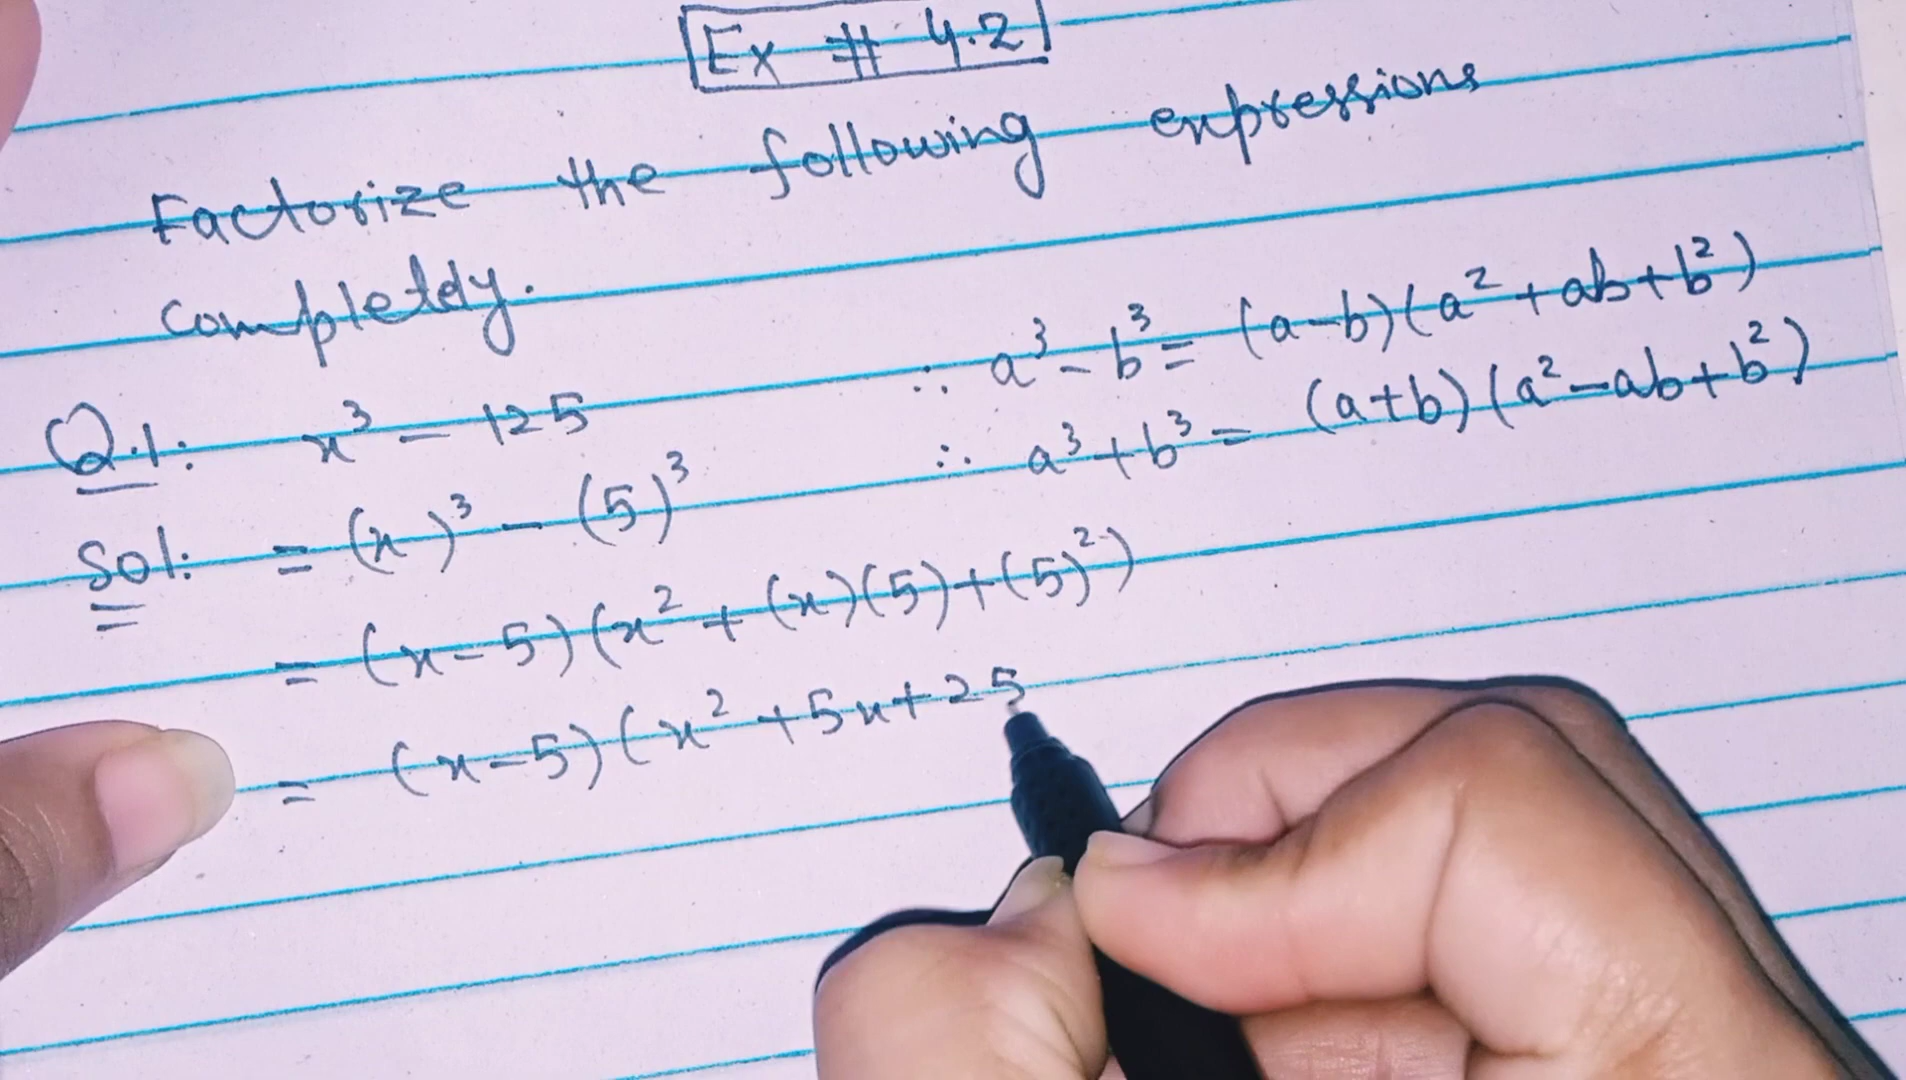 Ex # 4.2
Factorize the following expressions
completely.
Q.1: x³ - 125
∴ a³ - b³ = (a-b)(a² + ab + b²)
∴ a³ + b³ = (a+b)(a² - ab + b²)
Sol: = (x)³ - (5)³
= (x-5)(x² + (x)(5) + (5)²)
= (x-5)(x² + 5x + 25